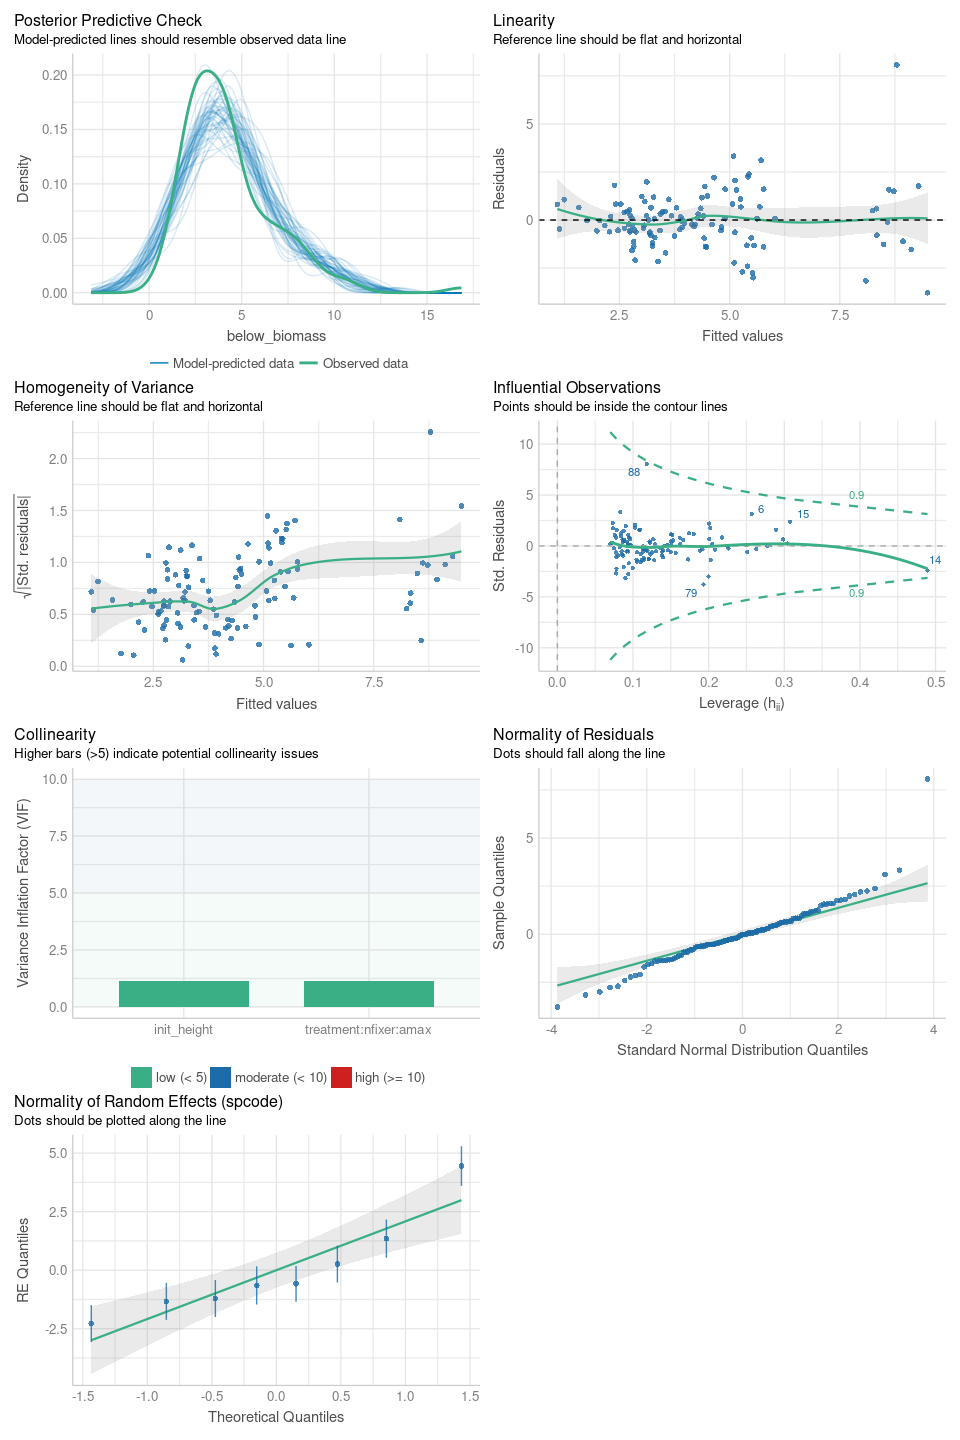 Posterior Predictive Check
Model-predicted lines should resemble observed data line
0.20
0.15
0.10
0.05
0.00
Density
0
5
10
15
below_biomass
Model-predicted data
Observed data
Linearity
Reference line should be flat and horizontal
5
0
Residuals
2.5
5.0
7.5
Fitted values
Homogeneity of Variance
Reference line should be flat and horizontal
2.0
1.5
1.0
0.5
0.0
√|Std. residuals|
2.5
5.0
7.5
Fitted values
Influential Observations
Points should be inside the contour lines
10
5
0
-5
-10
Std. Residuals
88
6
15
0.9
14
79
0.9
0.0
0.1
0.2
0.3
0.4
0.5
Leverage (hii)
Collinearity
Higher bars (>5) indicate potential collinearity issues
10.0
7.5
5.0
2.5
0.0
Variance Inflation Factor (VIF)
init_height
treatment:nfixer:amax
low (< 5)
moderate (< 10)
high (>= 10)
Normality of Residuals
Dots should fall along the line
5
0
Sample Quantiles
-4
-2
0
2
4
Standard Normal Distribution Quantiles
Normality of Random Effects (spcode)
Dots should be plotted along the line
5.0
2.5
0.0
-2.5
RE Quantiles
-1.5
-1.0
-0.5
0.0
0.5
1.0
1.5
Theoretical Quantiles